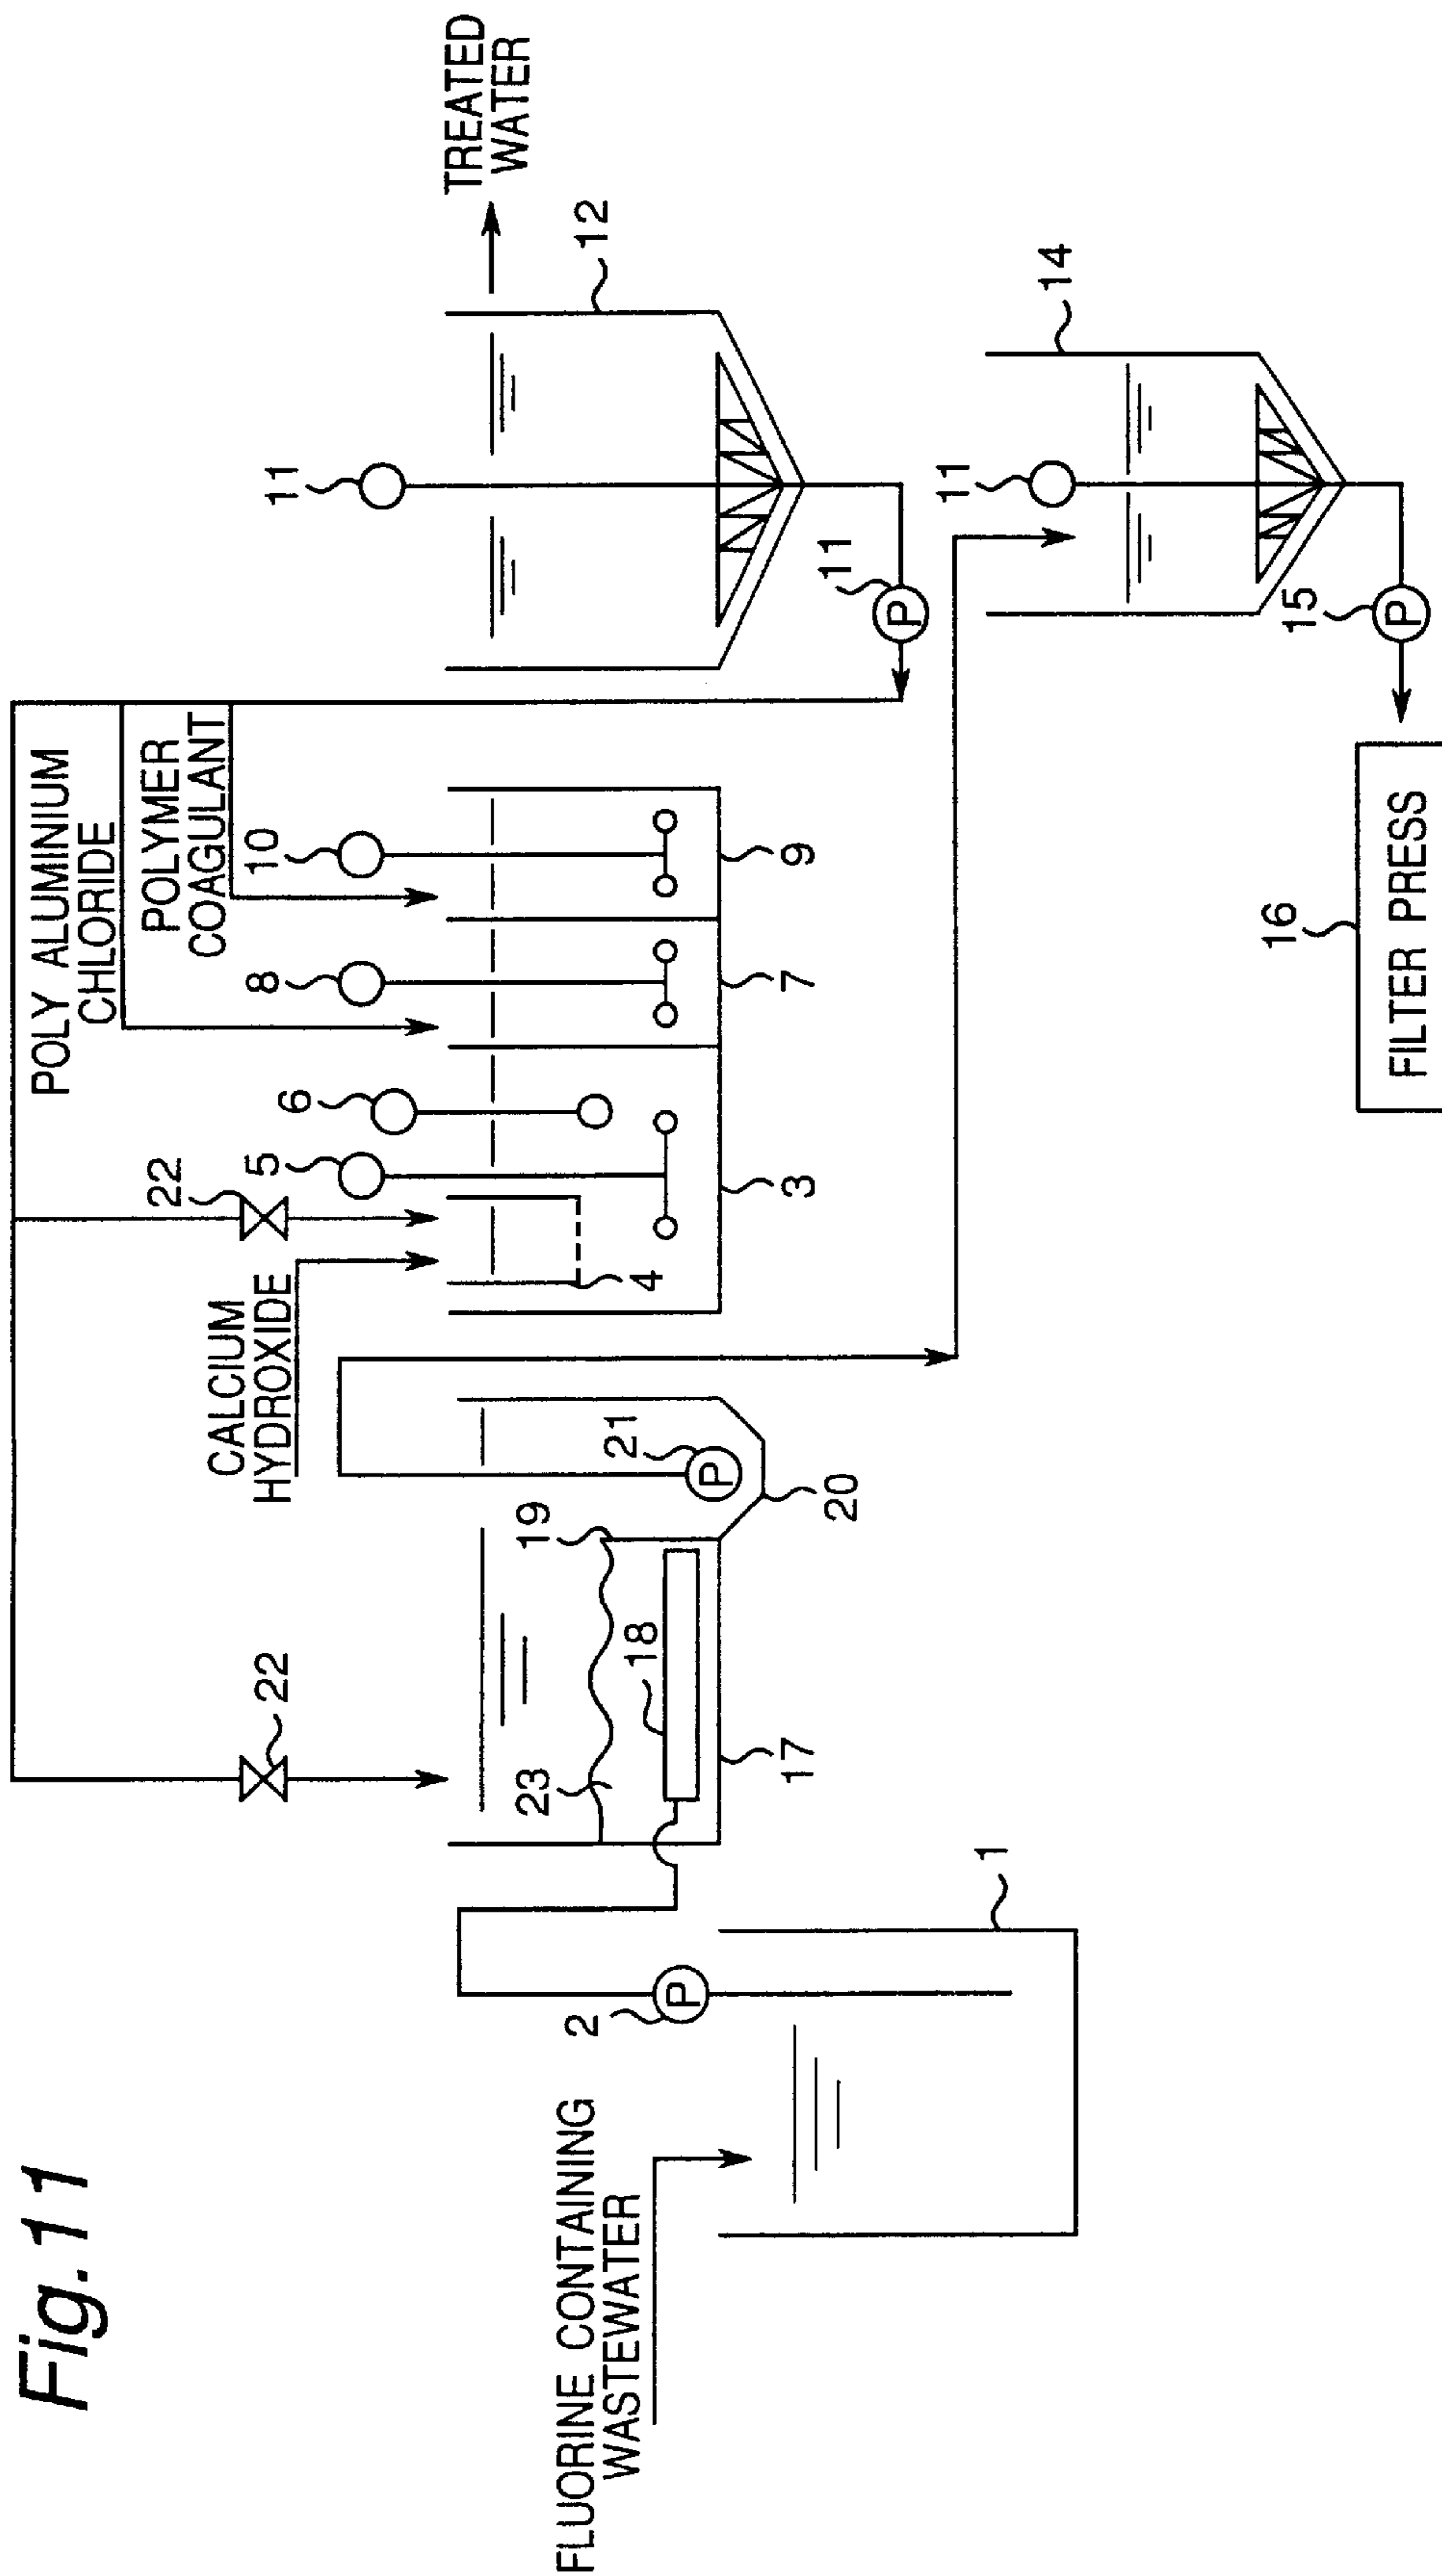 Fig.11
FLUORINE CONTAINING
WASTEWATER
1
2
P
17
18
19
20
21
P
22
23
CALCIUM
HYDROXIDE
22
3
4
5
6
7
8
9
10
POLY ALUMINIUM
CHLORIDE
POLYMER
COAGULANT
11
11
P
12
TREATED
WATER
11
14
15
P
16
FILTER PRESS